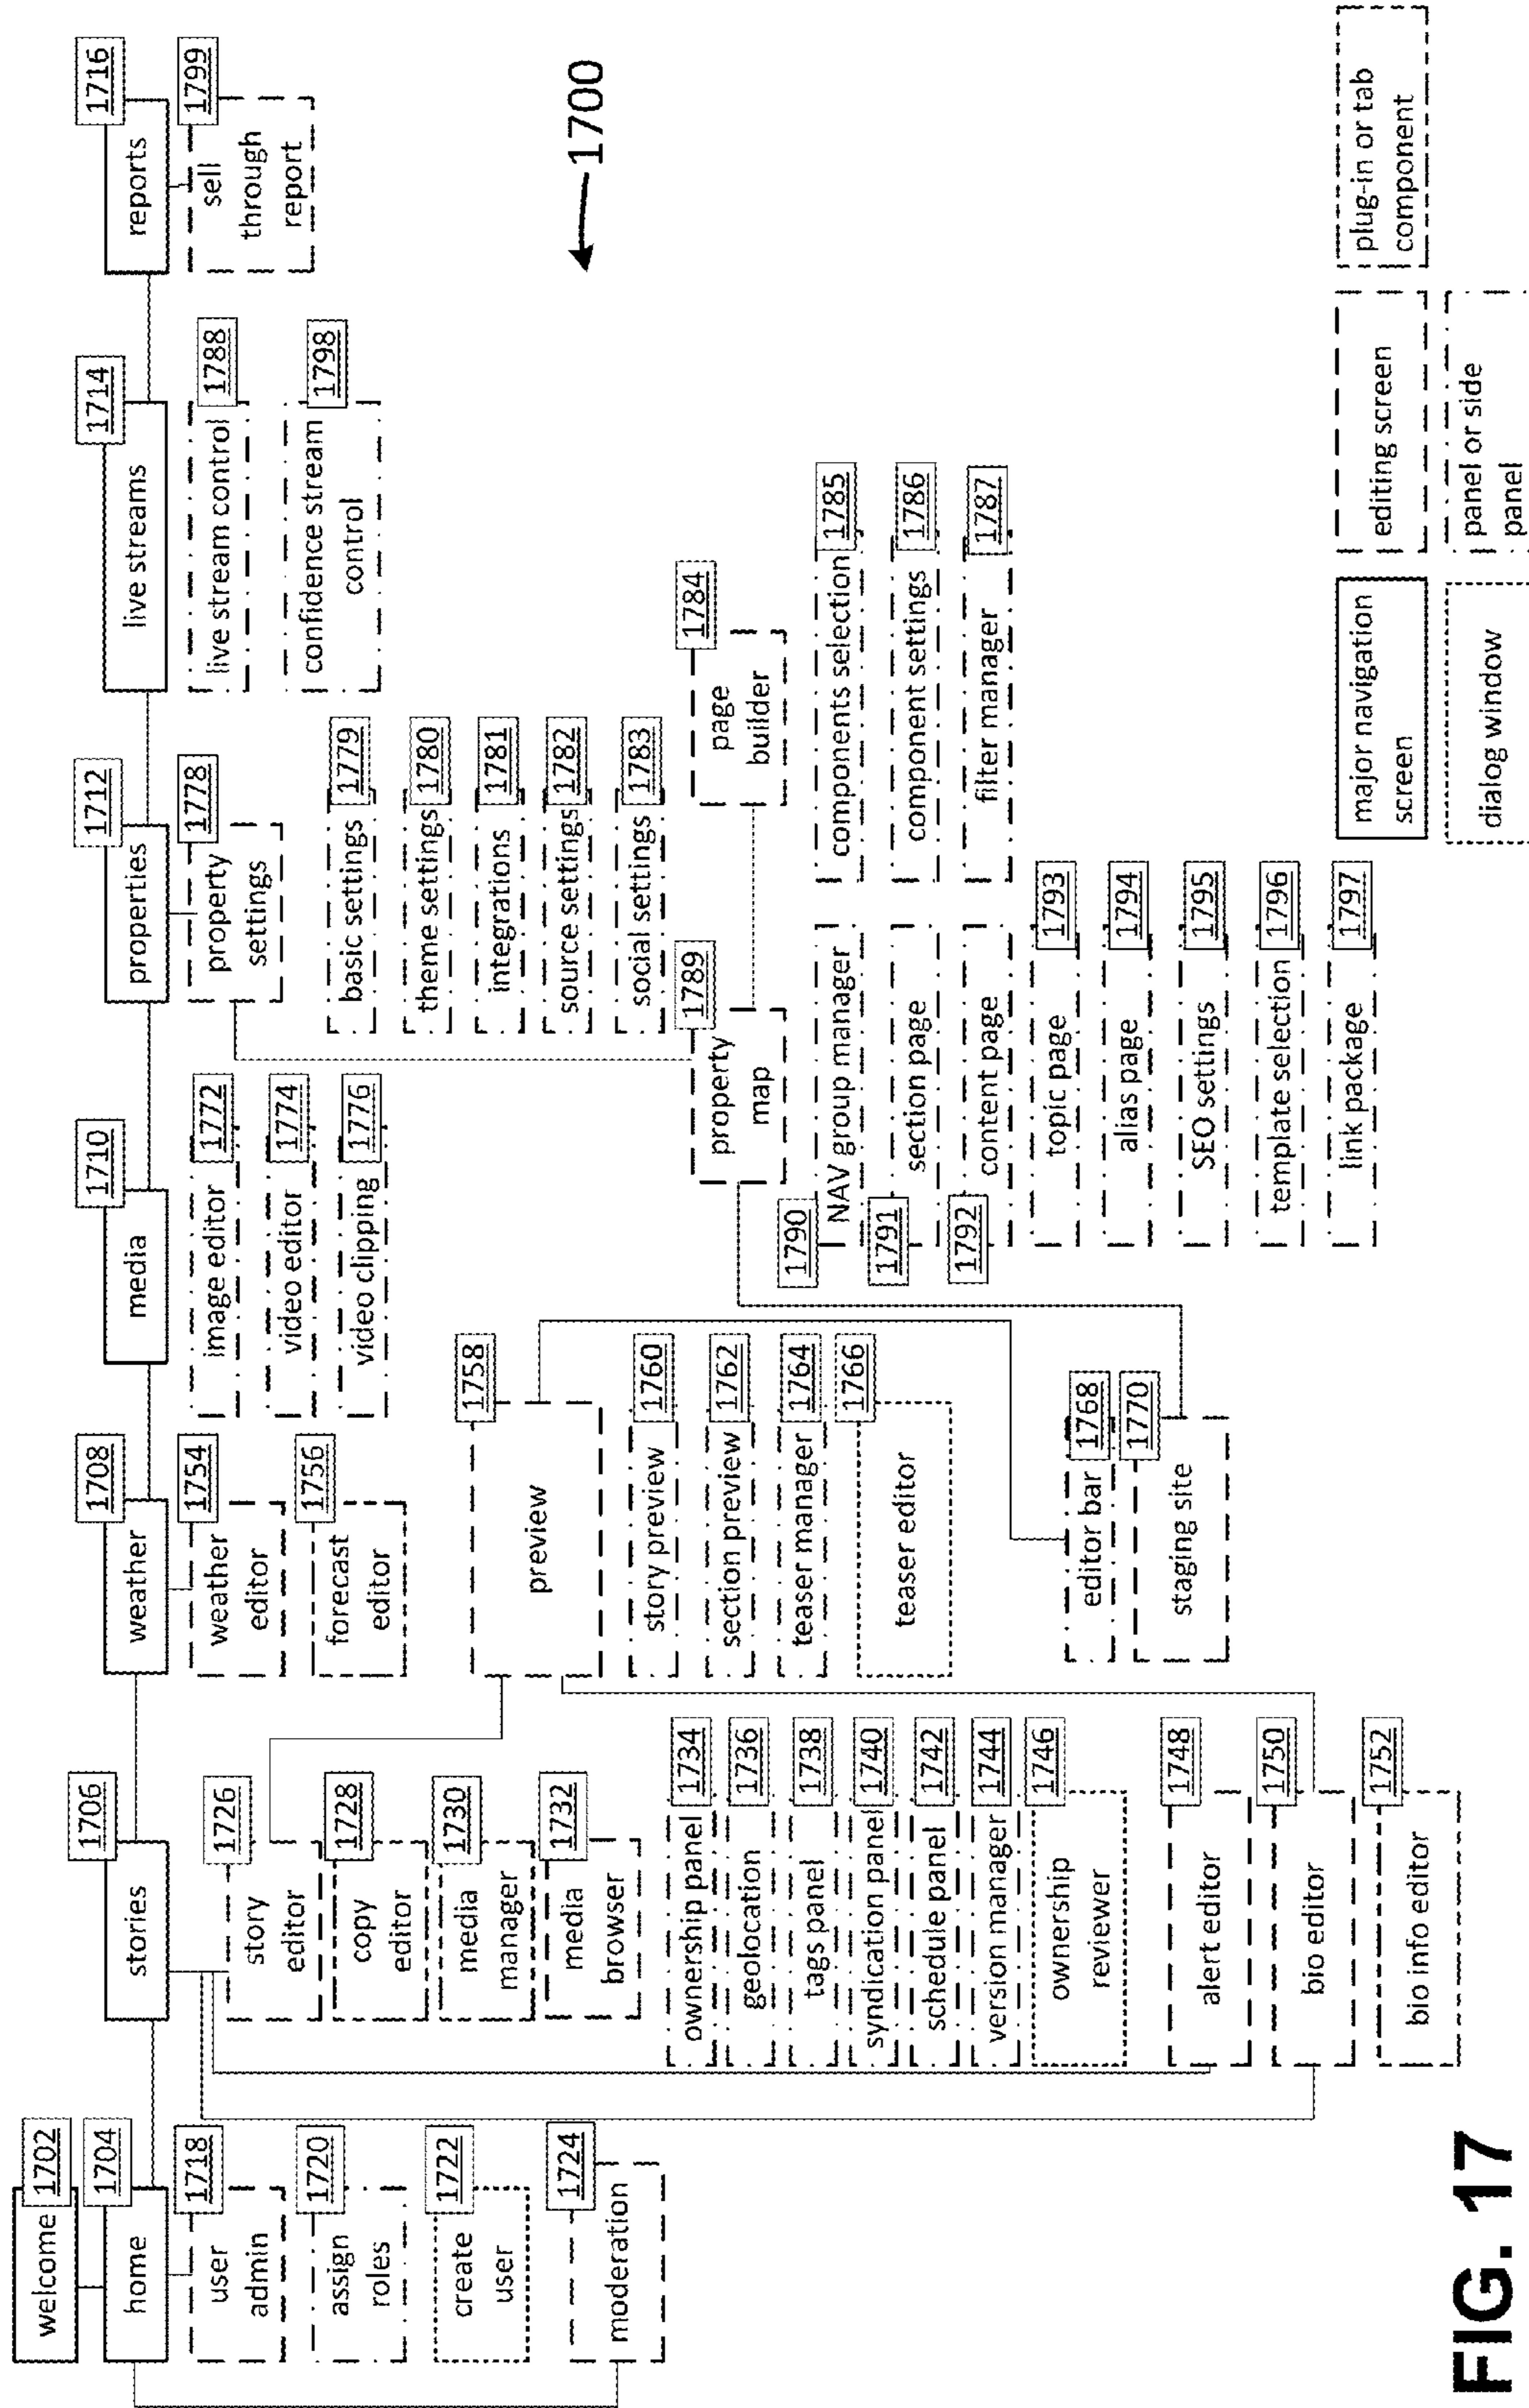 welcome
1702
home
1704
user
admin
1718
assign
roles
1720
create
user
1722
moderation
1724
stories
1706
story
editor
1726
copy
editor
1728
media
manager
1730
media
browser
1732
ownership panel
1734
geolocation
1736
tags panel
1738
syndication panel
1740
schedule panel
1742
version manager
1744
ownership
reviewer
1746
alert editor
1748
bio editor
1750
bio info editor
1752
weather
1708
weather
editor
1754
forecast
editor
1756
preview
1758
story preview
1760
section preview
1762
teaser manager
1764
teaser editor
1766
editor bar
1768
staging site
1770
media
1710
image editor
1772
video editor
1774
video clipping
1776
properties
1712
property
settings
1778
basic settings
1779
theme settings
1780
integrations
1781
source settings
1782
social settings
1783
property
map
1789
1790
NAV group manager
1791
section page
1792
content page
topic page
1793
alias page
1794
SEO settings
1795
template selection
1796
link package
1797
page
builder
1784
components selection
1785
component settings
1786
filter manager
1787
live streams
1714
live stream control
1788
confidence stream
control
1798
reports
1716
sell
through
report
1799
1700
major navigation
screen
editing screen
plug-in or tab
component
dialog window
panel or side
panel
FIG. 17